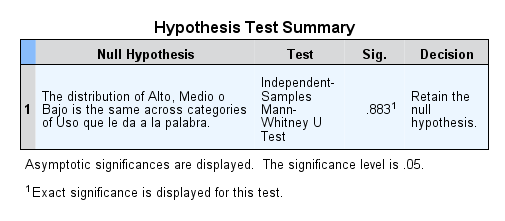 Hypothesis Test Summary
Null Hypothesis Test Sig. Decision
1 The distribution of Alto, Medio o Bajo is the same across categories of Uso que le da a la palabra. Independent-Samples Mann-Whitney U Test .883¹ Retain the null hypothesis.
Asymptotic significances are displayed. The significance level is .05.
¹Exact significance is displayed for this test.